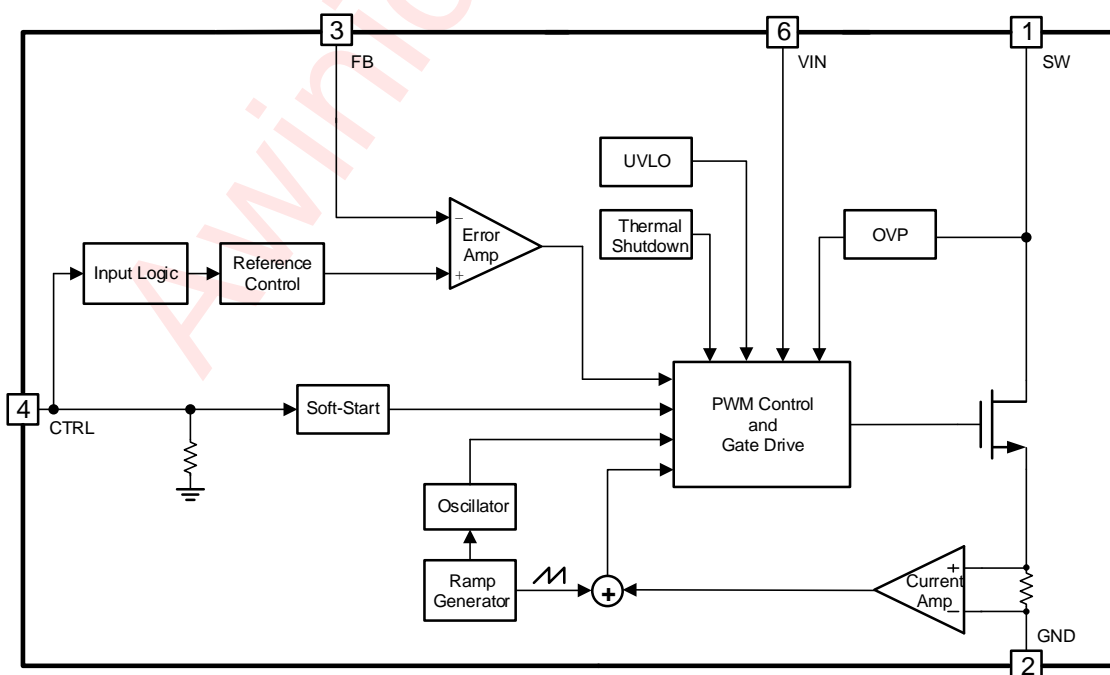 3
FB
6
VIN
1
SW
UVLO
Thermal
Shutdown
OVP
−
Error
Amp
+
Input Logic
Reference
Control
4
CTRL
Soft-Start
PWM Control
and
Gate Drive
Oscillator
Ramp
Generator
+
+
Current
Amp
−
GND
2
Awinic